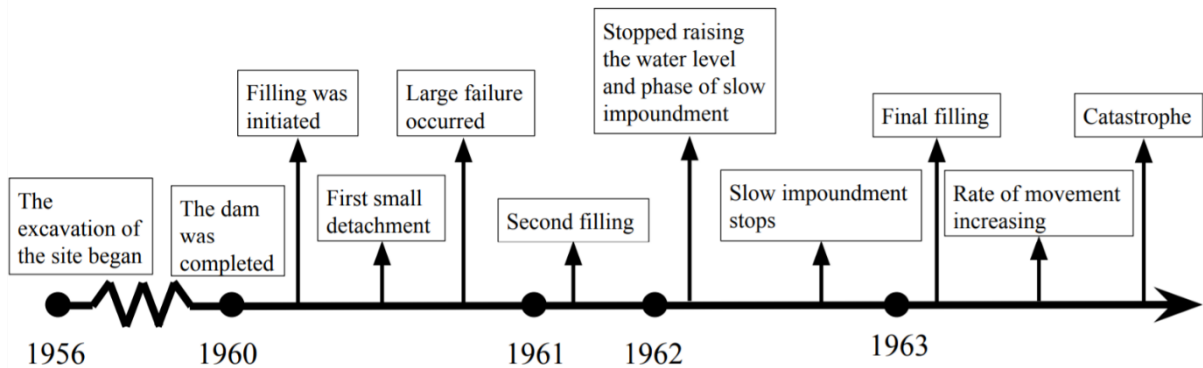 Stopped raising
the water level
and phase of slow
impoundment
Filling was
initiated
Large failure
occurred
Final filling
Catastrophe
The
excavation of
the site began
The dam
was
completed
First small
detachment
Second filling
Slow impoundment
stops
Rate of movement
increasing
1956
1960
1961
1962
1963